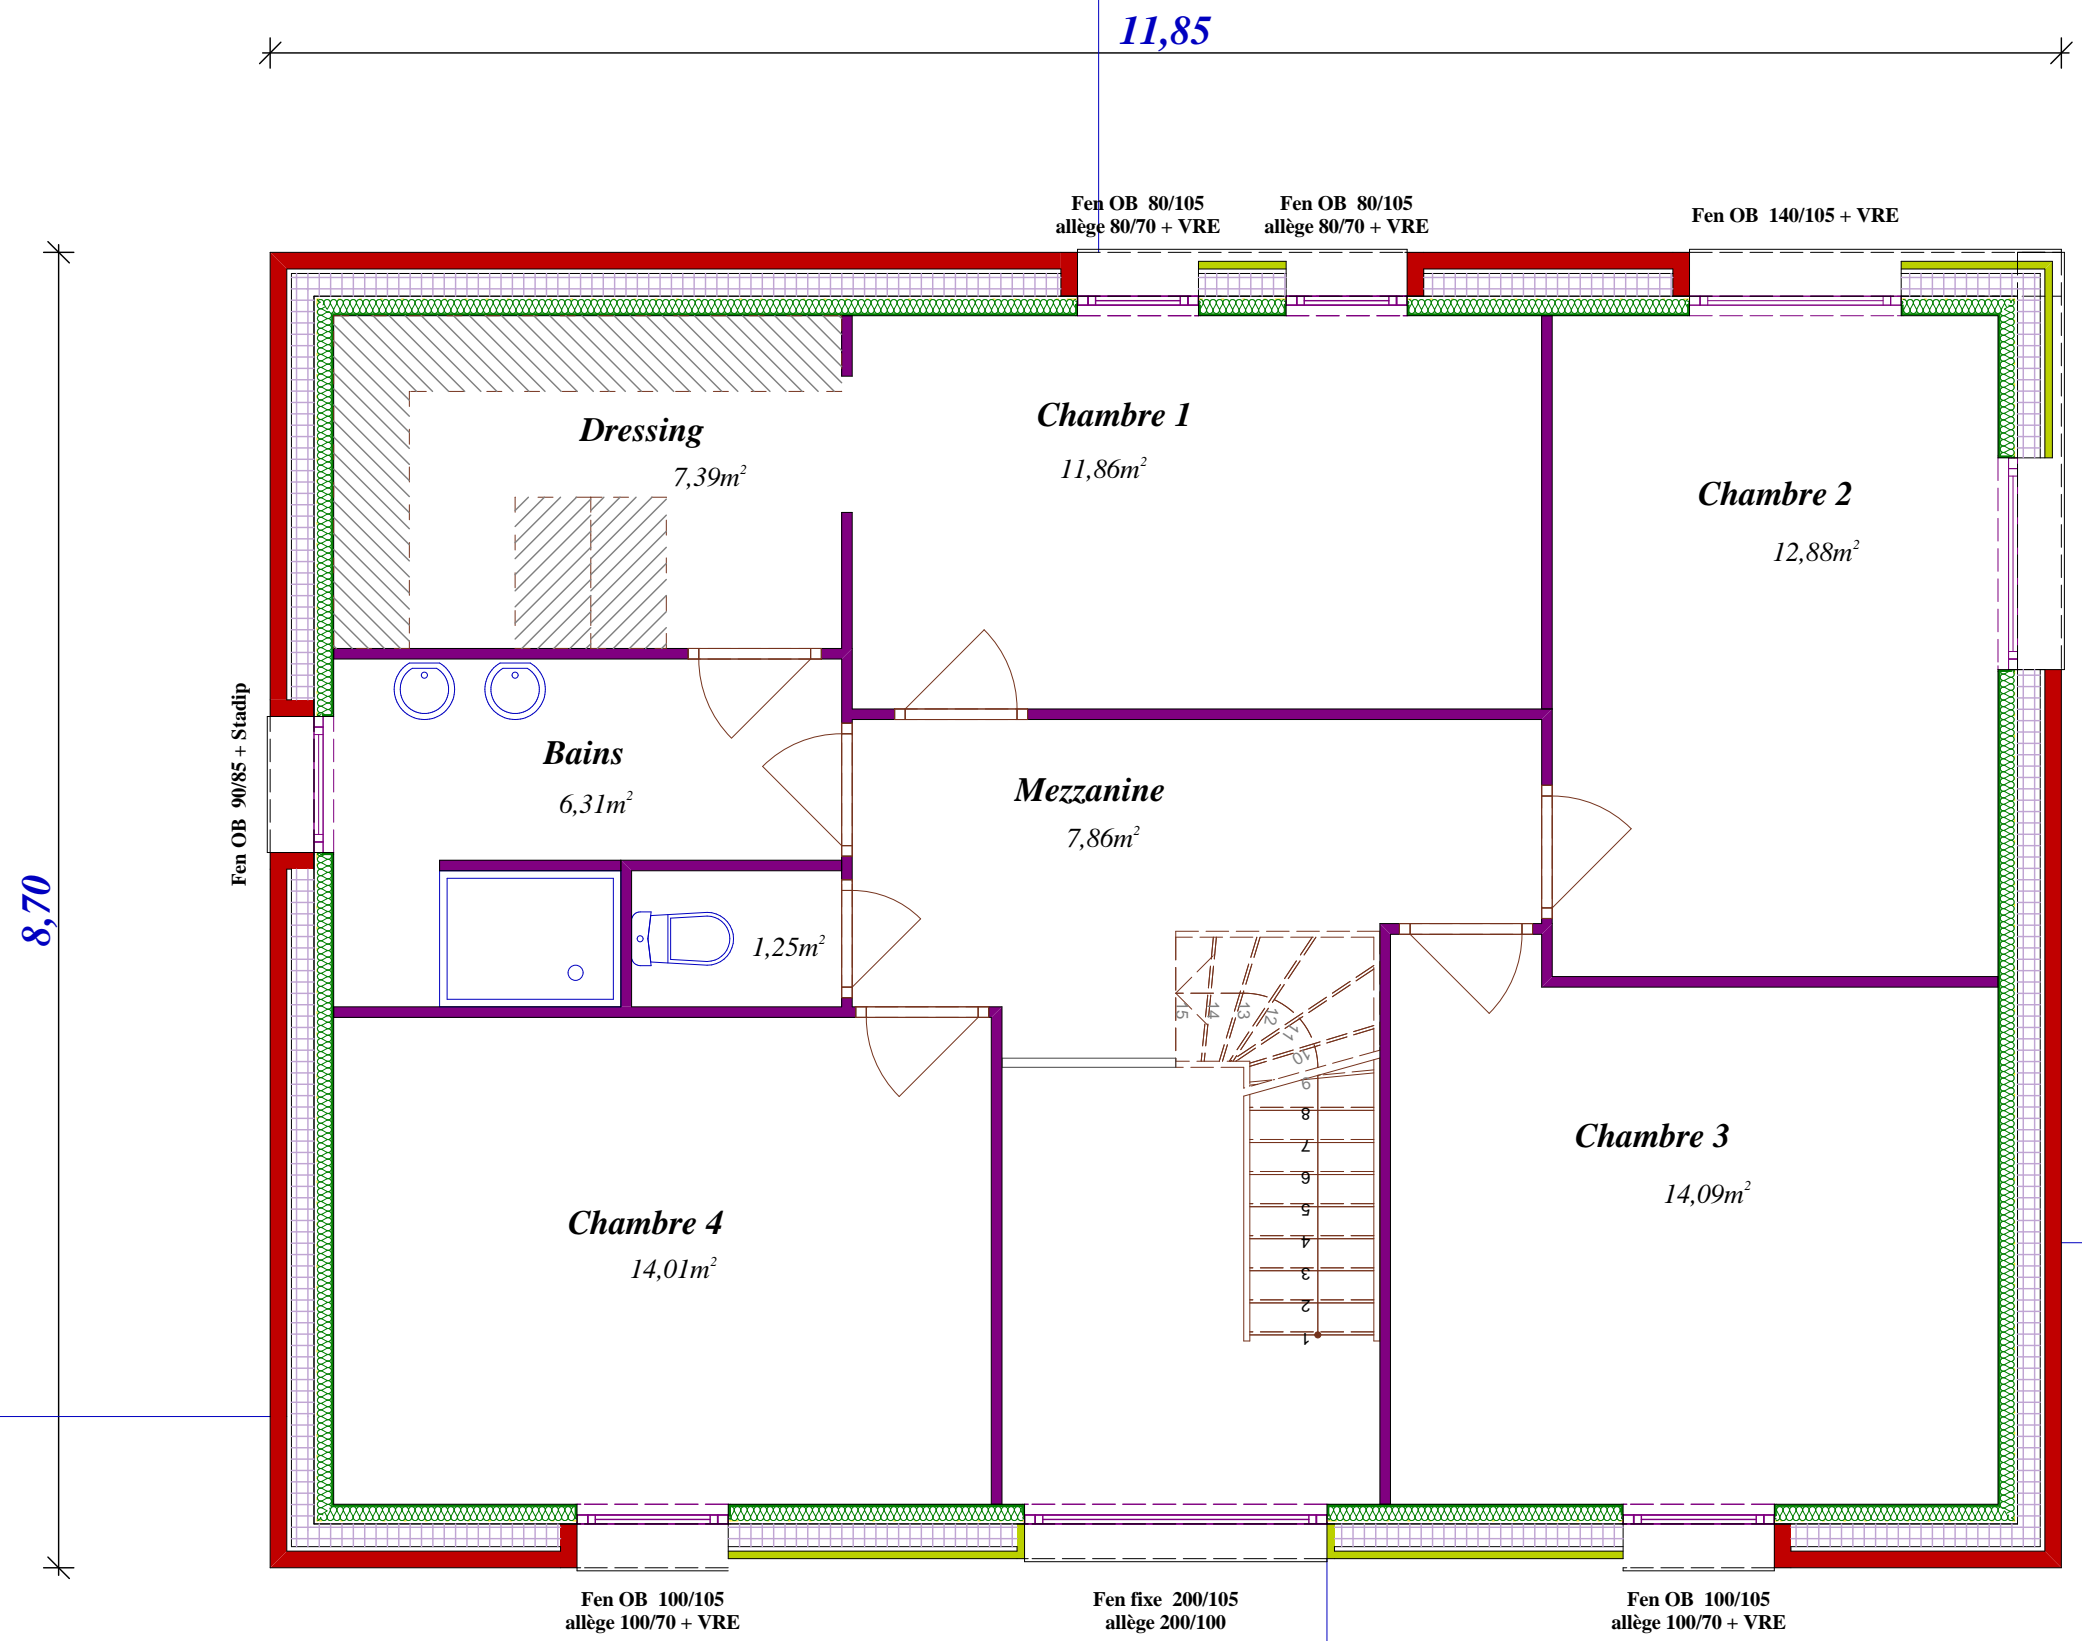 11,85
Fen OB 80/105
allège 80/70 + VRE
Fen OB 80/105
allège 80/70 + VRE
Fen OB 140/105 + VRE
Dressing
7,39m²
Chambre 1
11,86m²
Chambre 2
12,88m²
Fen OB 90/85 + Stadip
Bains
6,31m²
Mezzanine
7,86m²
8,70
1,25m²
15
14
13
12
11
10
9
8
7
6
5
4
3
2
1
Chambre 3
14,09m²
Chambre 4
14,01m²
Fen OB 100/105
allège 100/70 + VRE
Fen fixe 200/105
allège 200/100
Fen OB 100/105
allège 100/70 + VRE